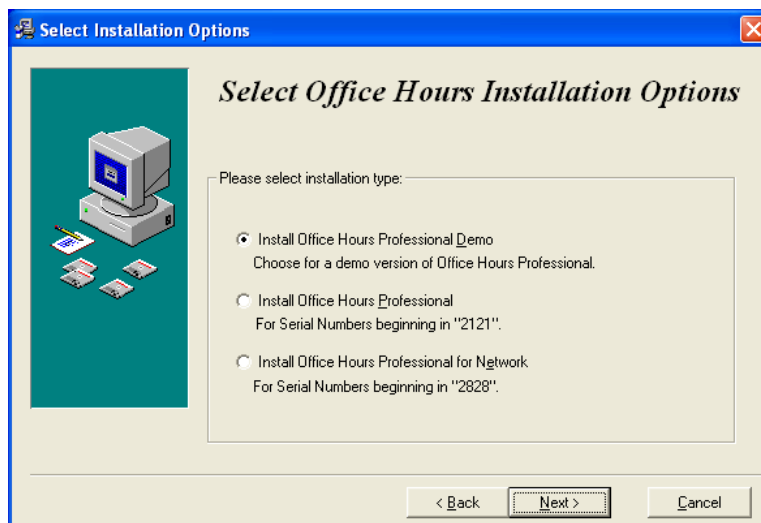 Select Installation Options
Select Office Hours Installation Options
Please select installation type:
Install Office Hours Professional Demo
Choose for a demo version of Office Hours Professional.
Install Office Hours Professional
For Serial Numbers beginning in "2121".
Install Office Hours Professional for Network
For Serial Numbers beginning in "2828".
< Back Next > Cancel